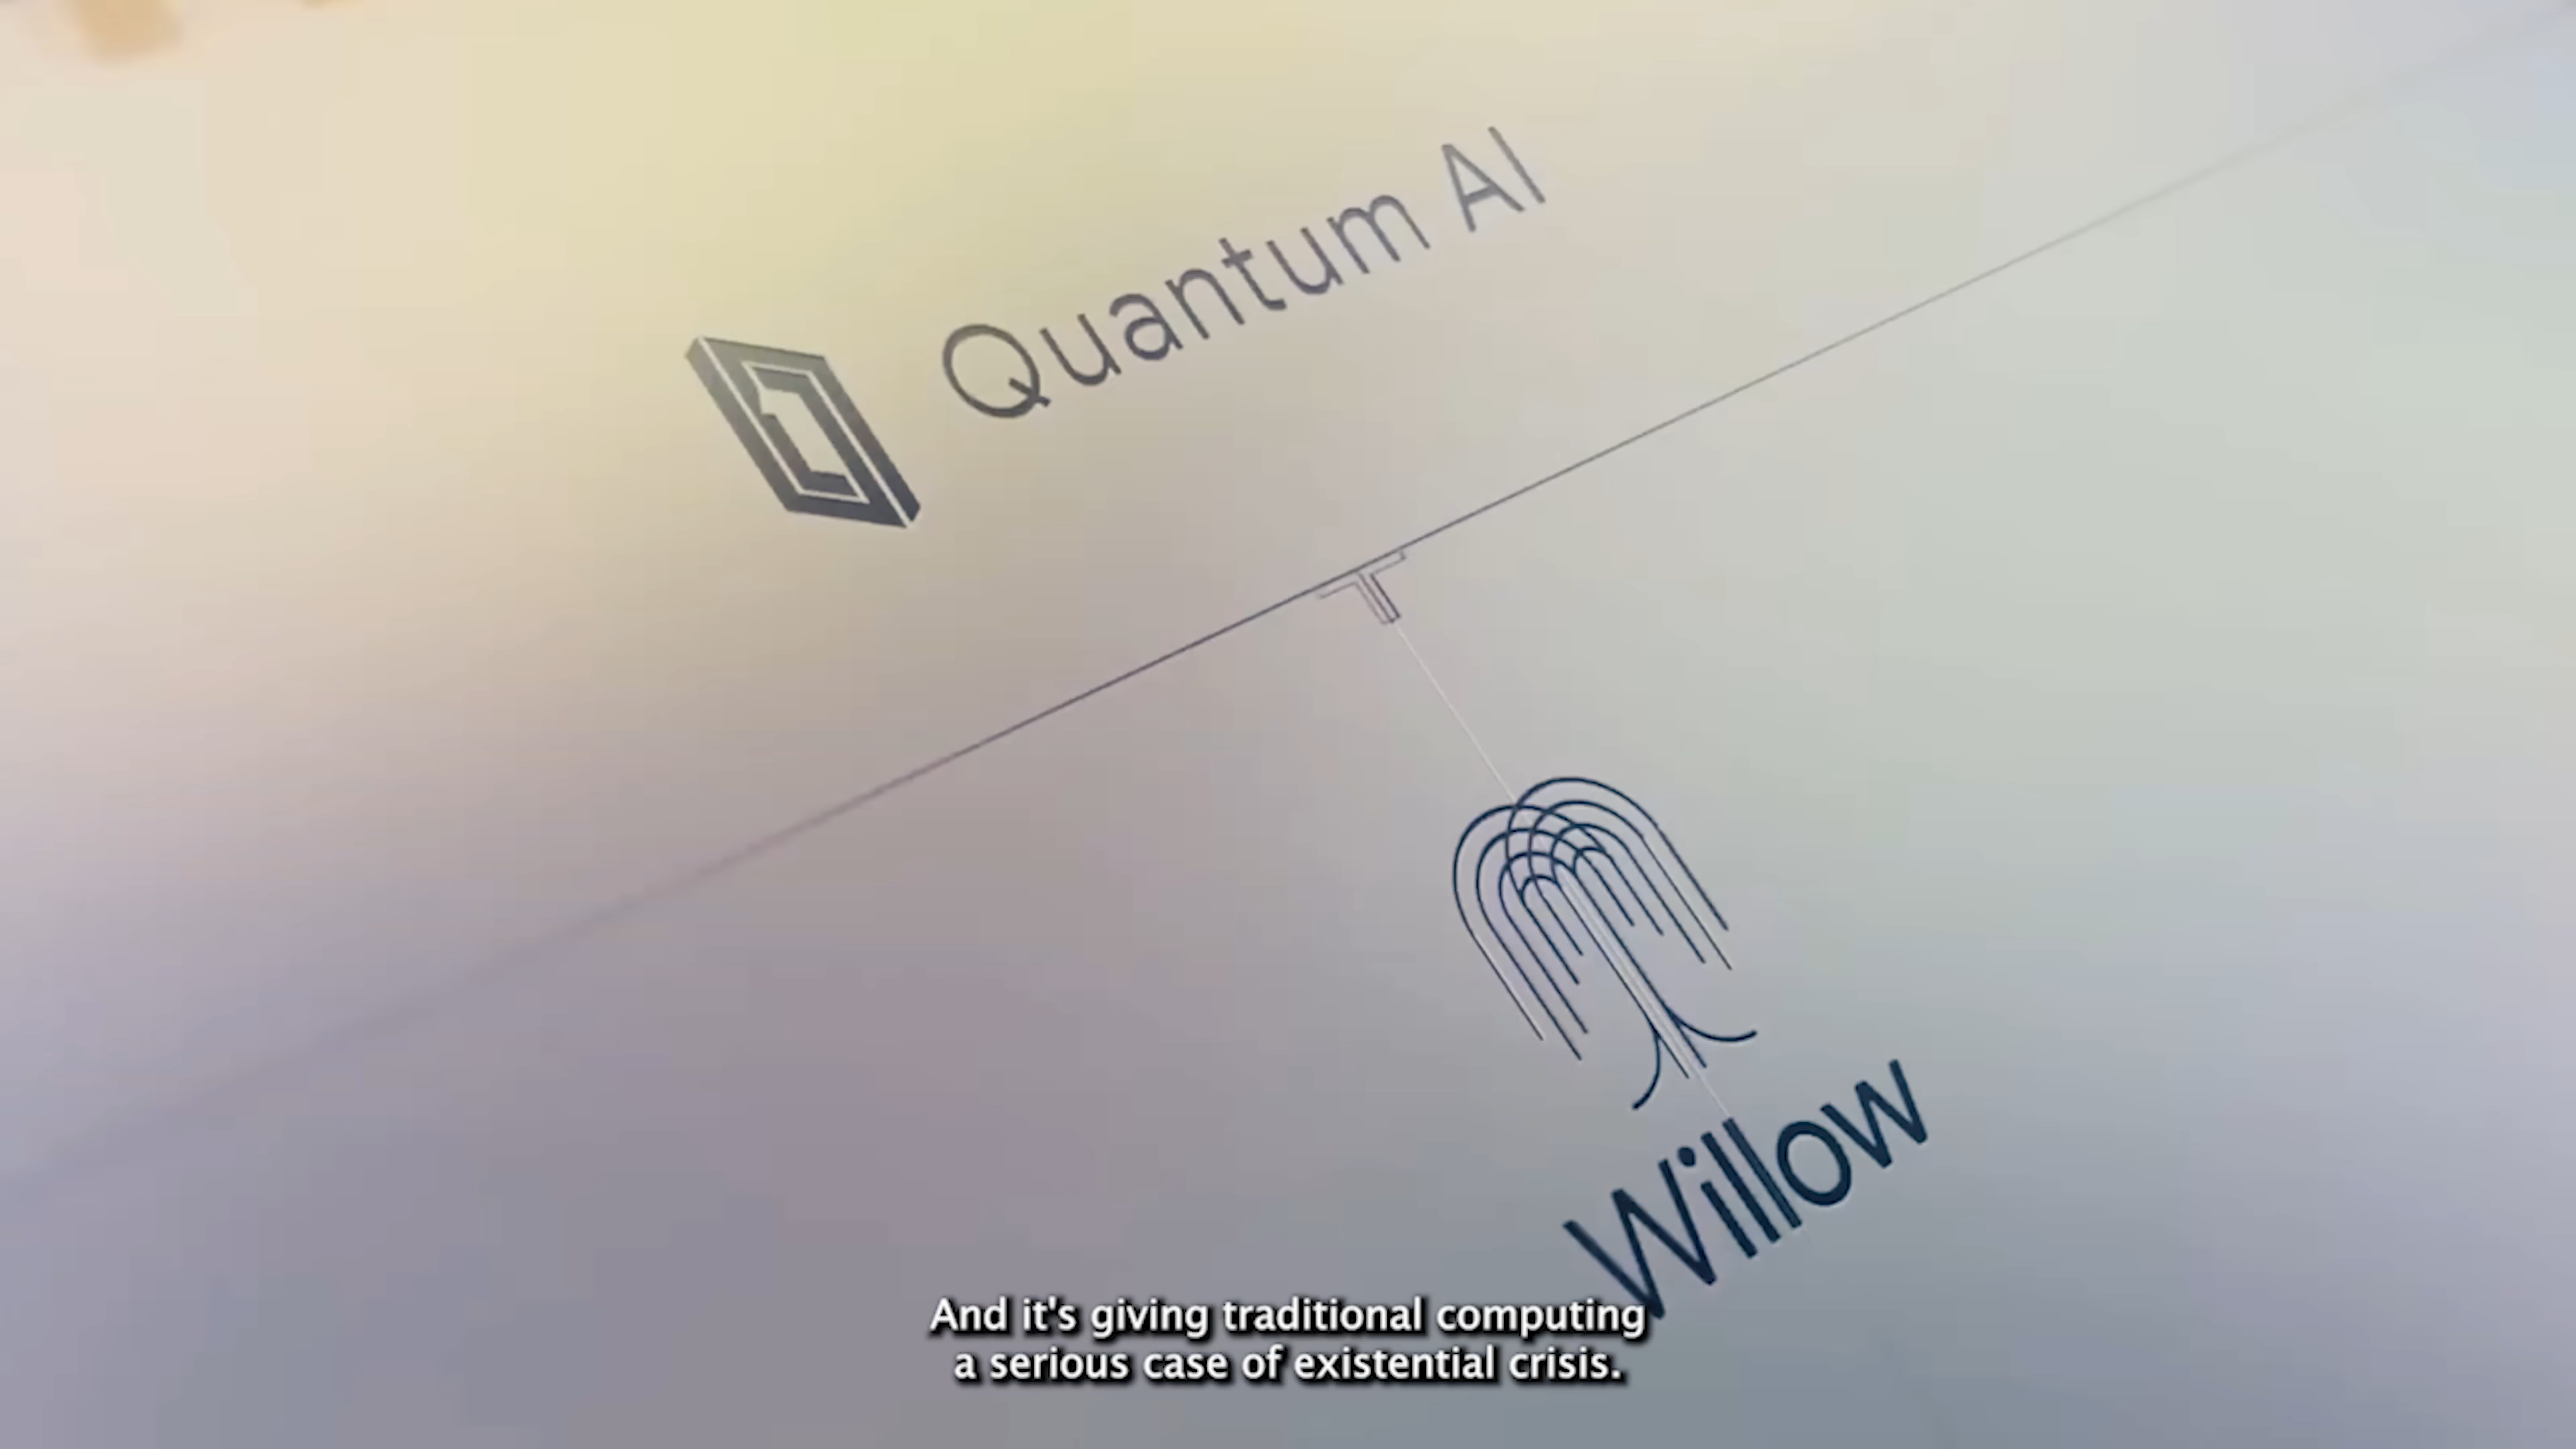 Quantum AI
Willow
And it's giving traditional computing
a serious case of existential crisis.